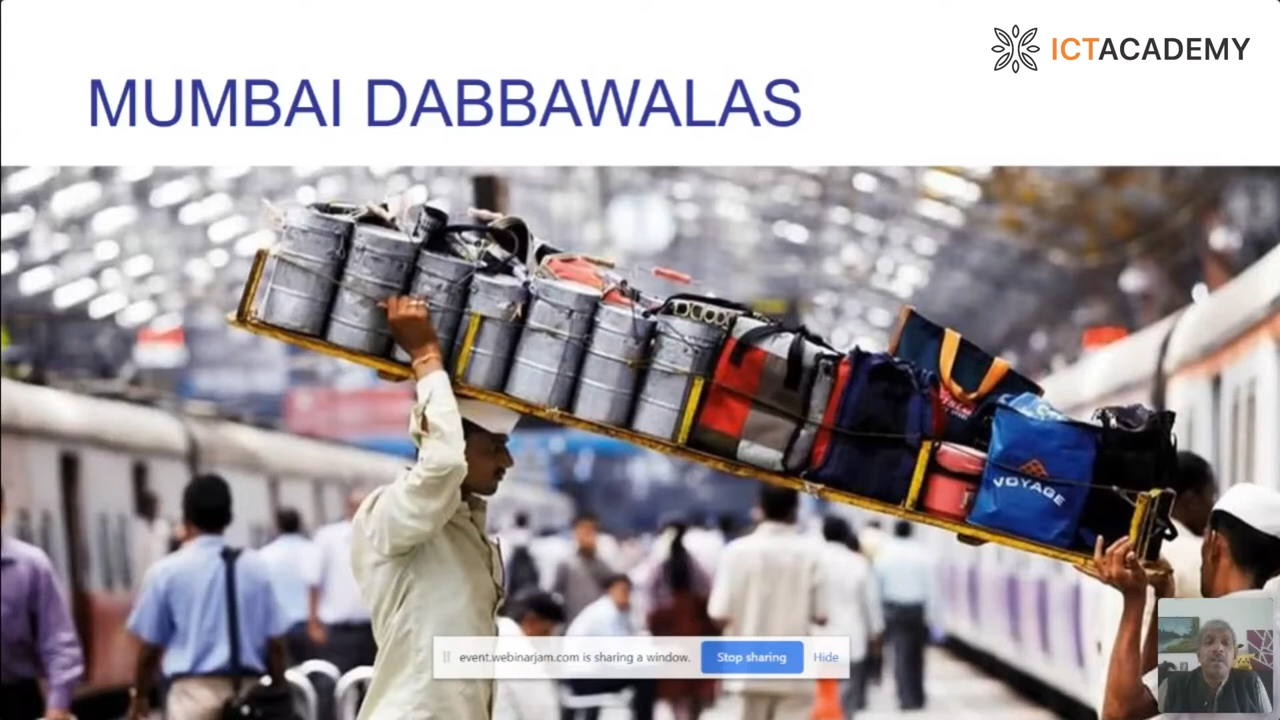 ICTACADEMY
MUMBAI DABBAWALAS
VOYAGE
event.webinarjam.com is sharing a window.
Stop sharing
Hide